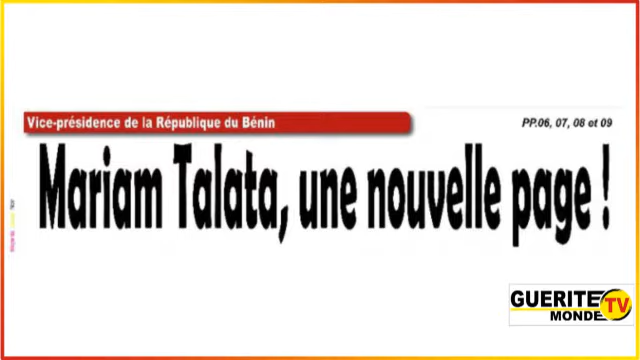 Vice-présidence de la République du Bénin
PP.06, 07, 08 et 09
Mariam Talata, une nouvelle page !
GUERITE
TV
MONDE